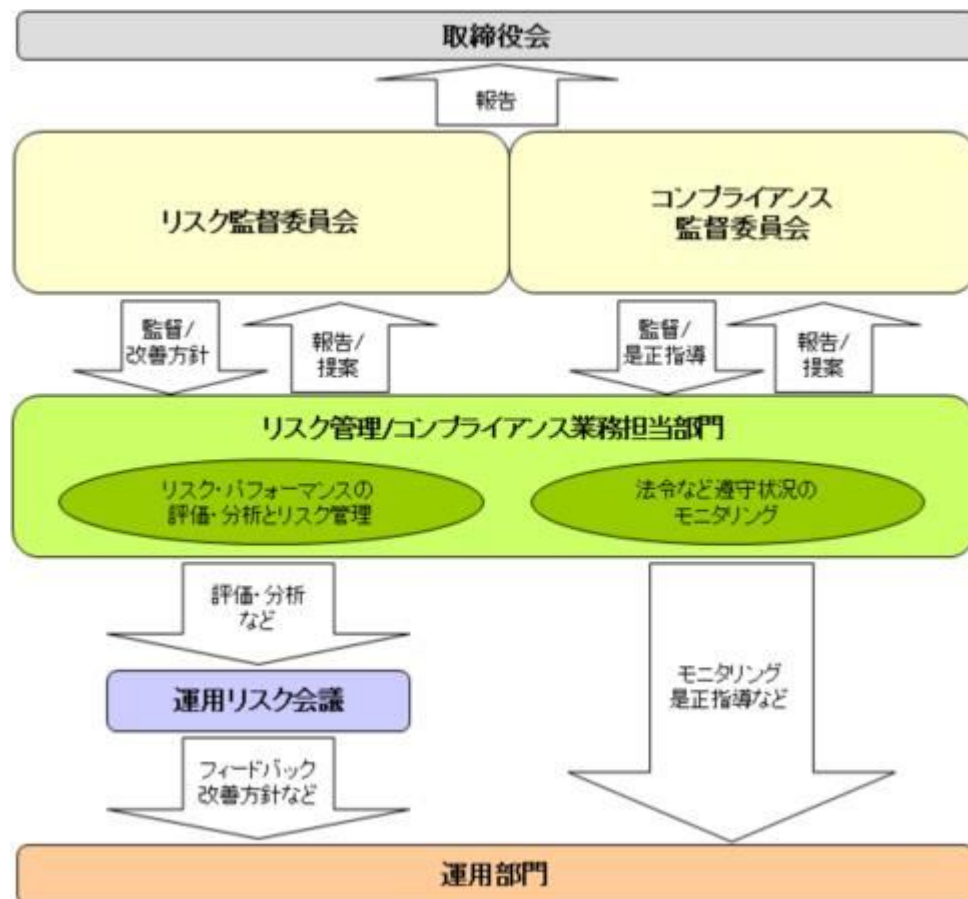 取締役会
報告
リスク監督委員会
コンプライアンス
監督委員会
監督/
改善方針
報告/
提案
監督/
是正指導
報告/
提案
リスク管理/コンプライアンス業務担当部門
リスク・パフォーマンスの
評価・分析とリスク管理
法令など遵守状況の
モニタリング
評価・分析
など
運用リスク会議
モニタリング
是正指導など
フィードバック
改善方針など
運用部門